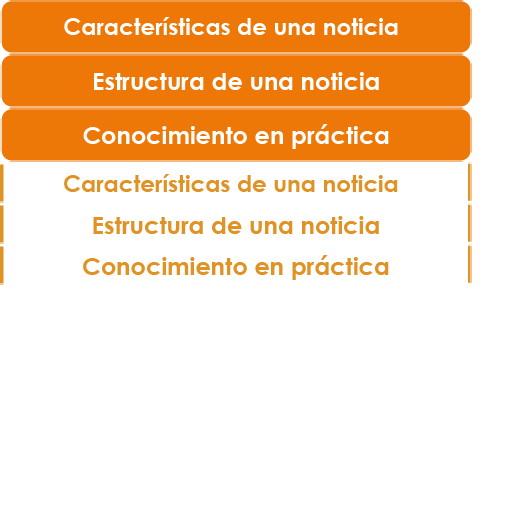 Características de una noticia
Estructura de una noticia
Conocimiento en práctica
Características de una noticia
Estructura de una noticia
Conocimiento en práctica